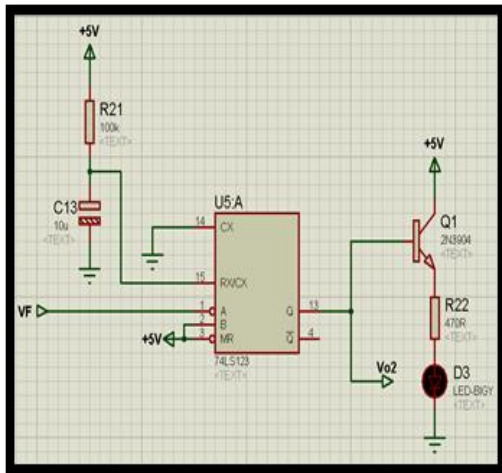 +5V
R21
100k
<TEXT>
C13
10u
<TEXT>
U5:A
14
CX
15
RX/CX
VF
1
A
2
B
+5V
3
MR
Q
13
Q
4
74LS123
<TEXT>
+5V
Q1
2N3904
<TEXT>
R22
470R
<TEXT>
Vo2
D3
LED-BIGY
<TEXT>